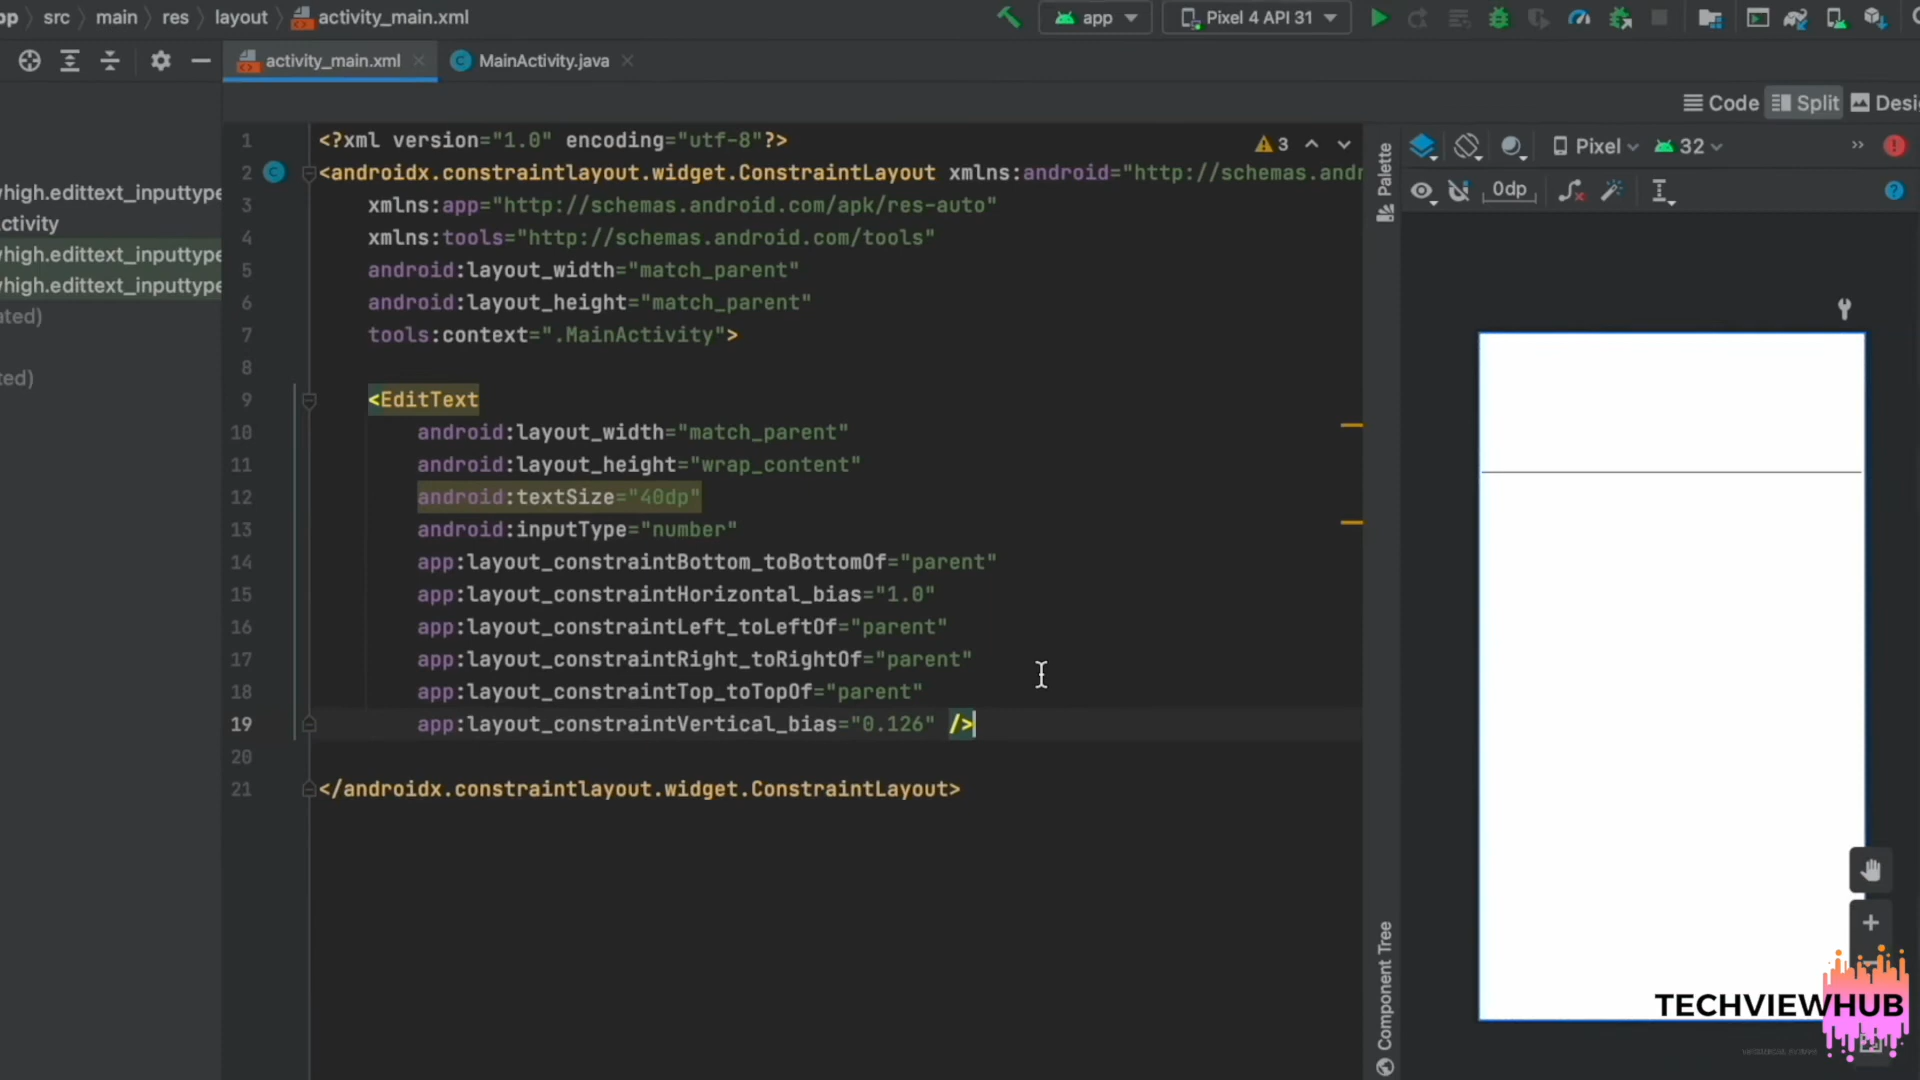 pp > src > main > res > layout > activity_main.xml
app
Pixel 4 API 31
activity_main.xml
MainActivity.java
Code
Split
Desi
whigh.edittext_inputtype
ctivity
whigh.edittext_inputtype
whigh.edittext_inputtype
ated)
ted)
3
1 <?xml version="1.0" encoding="utf-8"?>
2 <androidx.constraintlayout.widget.ConstraintLayout xmlns:android="http://schemas.andr
3 xmlns:app="http://schemas.android.com/apk/res-auto"
4 xmlns:tools="http://schemas.android.com/tools"
5 android:layout_width="match_parent"
6 android:layout_height="match_parent"
7 tools:context=".MainActivity">
8
9 <EditText
10 android:layout_width="match_parent"
11 android:layout_height="wrap_content"
12 android:textSize="40dp"
13 android:inputType="number"
14 app:layout_constraintBottom_toBottomOf="parent"
15 app:layout_constraintHorizontal_bias="1.0"
16 app:layout_constraintLeft_toLeftOf="parent"
17 app:layout_constraintRight_toRightOf="parent"
18 app:layout_constraintTop_toTopOf="parent"
19 app:layout_constraintVertical_bias="0.126" />
20
21 </androidx.constraintlayout.widget.ConstraintLayout>
Palette
Component Tree
Pixel
32
0dp
TECHVIEWHUB